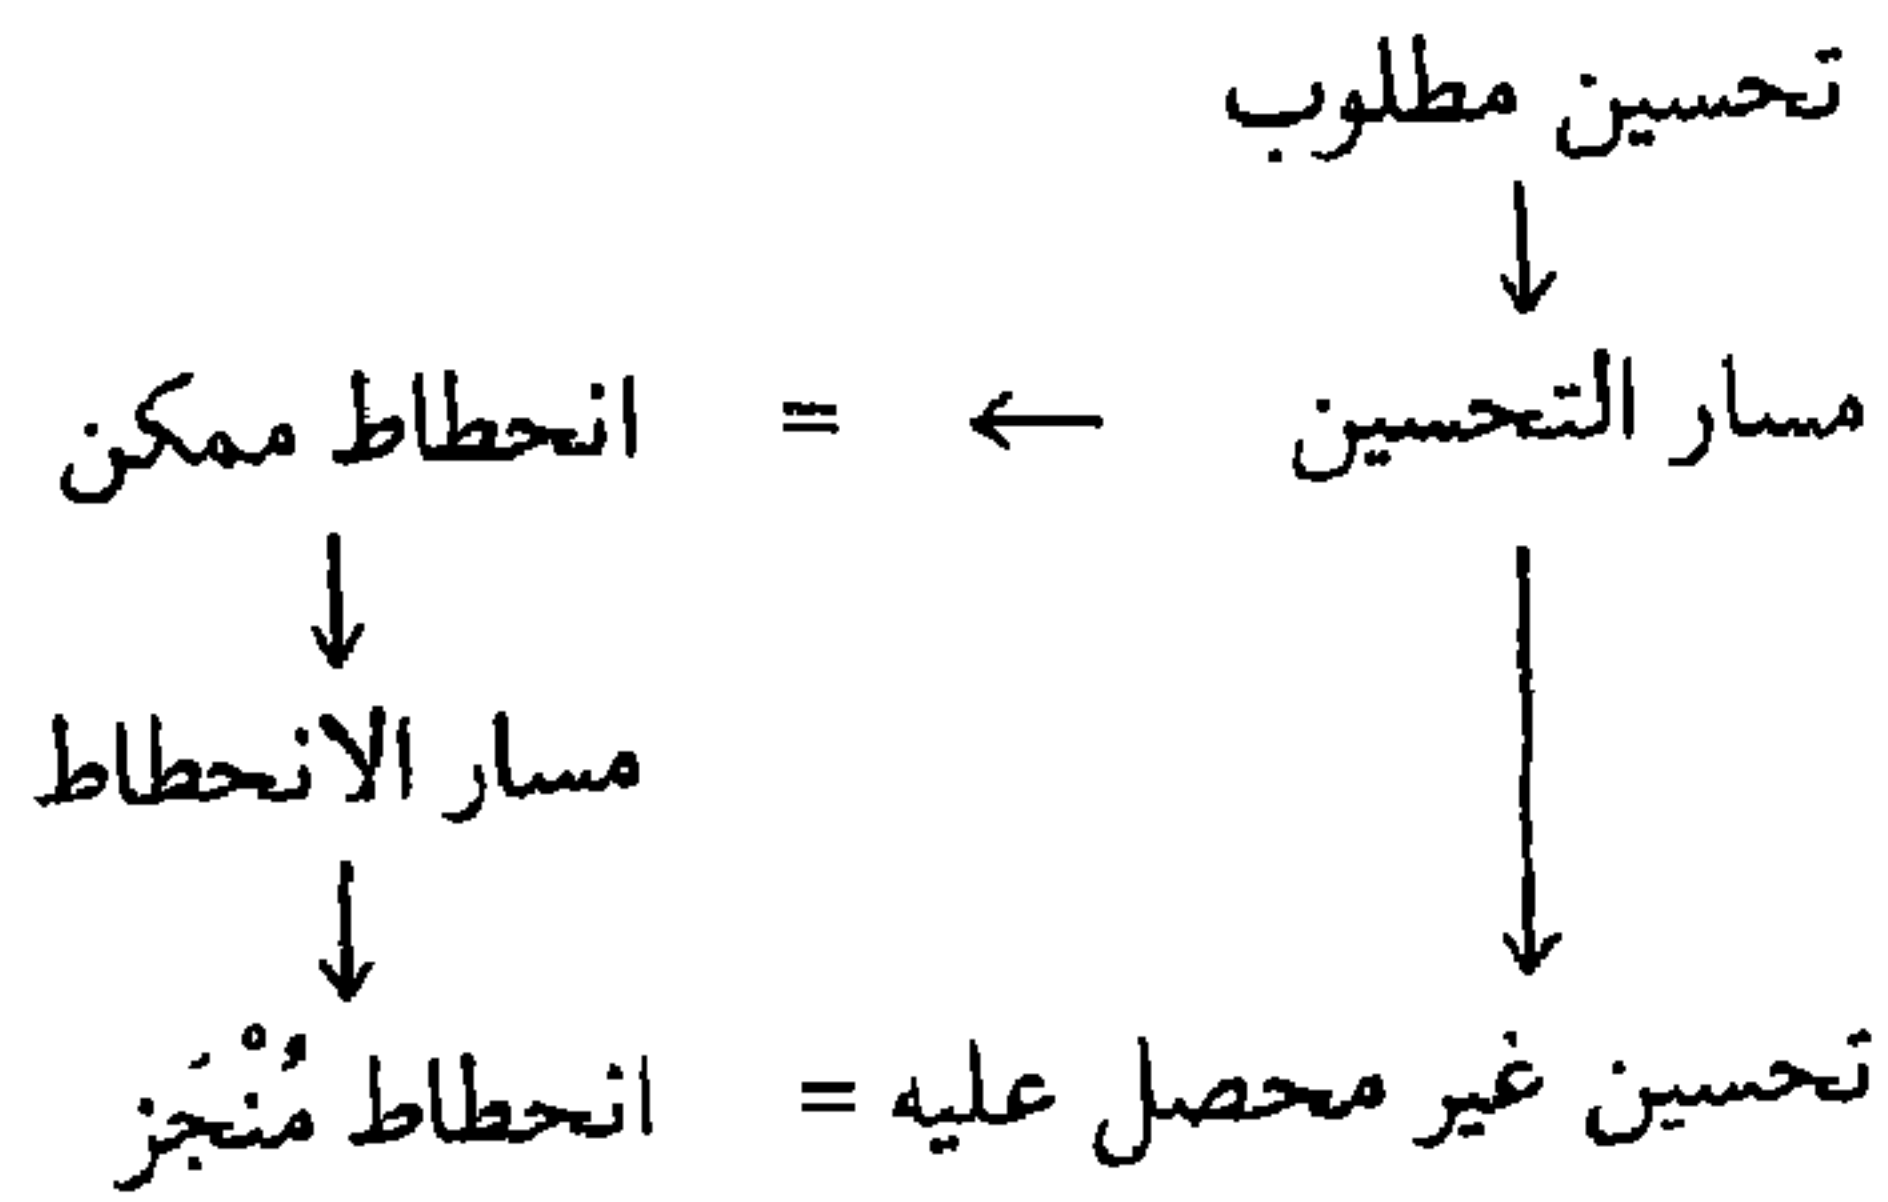 تحسين مطلوب
مسار التحسين ← = انحطاط ممكن
مسار الانحطاط
تحسين غير محصل عليه = انحطاط مُنْجَز